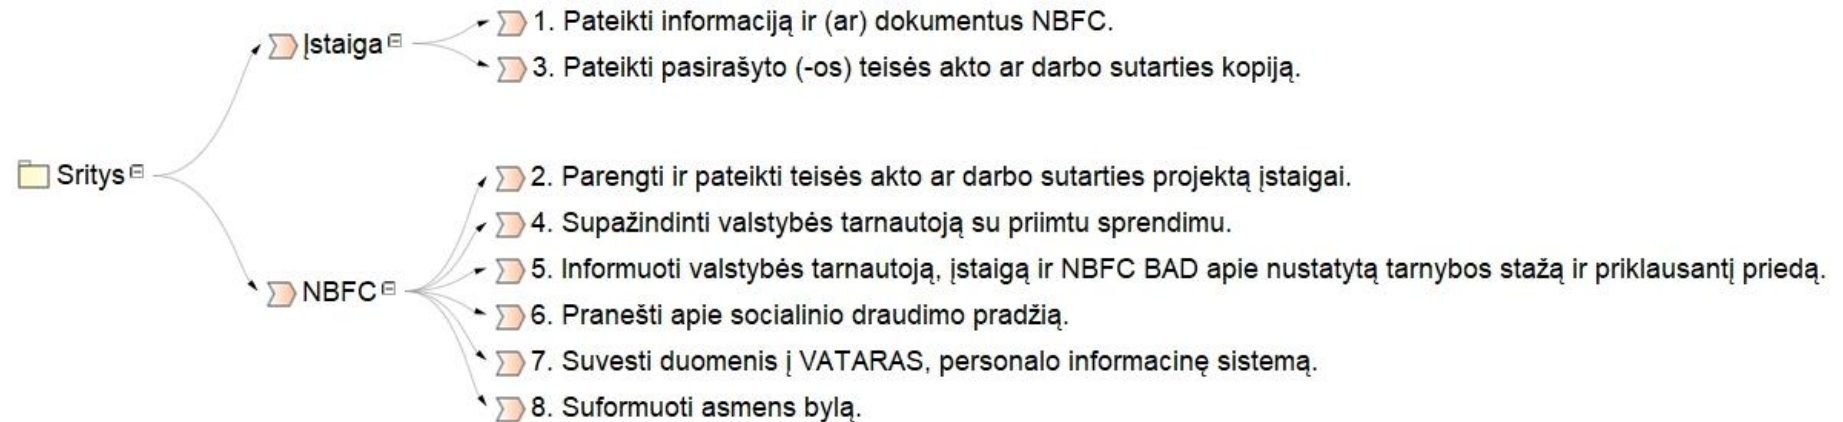 Sritys
Įstaiga
1. Pateikti informaciją ir (ar) dokumentus NBFC.
3. Pateikti pasirašyto (-os) teisės akto ar darbo sutarties kopiją.
NBFC
2. Parengti ir pateikti teisės akto ar darbo sutarties projektą įstaigai.
4. Supažindinti valstybės tarnautoją su priimtu sprendimu.
5. Informuoti valstybės tarnautoją, įstaigą ir NBFC BAD apie nustatytą tarnybos stažą ir priklausantį priedą.
6. Pranešti apie socialinio draudimo pradžią.
7. Suvesti duomenis į VATARAS, personalo informacinę sistemą.
8. Suformuoti asmens bylą.